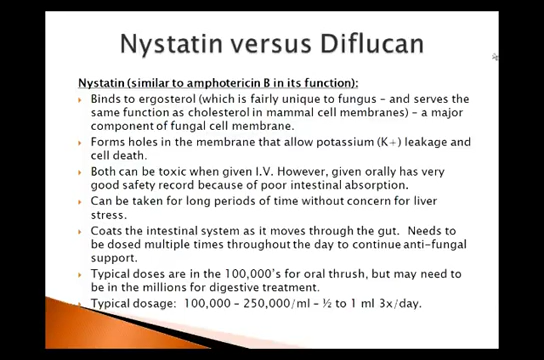 Nystatin versus Diflucan
Nystatin (similar to amphotericin B in its function):
Binds to ergosterol (which is fairly unique to fungus – and serves the
same function as cholesterol in mammal cell membranes) – a major
component of fungal cell membrane.
Forms holes in the membrane that allow potassium (K+) leakage and
cell death.
Both can be toxic when given I.V. However, given orally has very
good safety record because of poor intestinal absorption.
Can be taken for long periods of time without concern for liver
stress.
Coats the intestinal system as it moves through the gut. Needs to
be dosed multiple times throughout the day to continue anti-fungal
support.
Typical doses are in the 100,000's for oral thrush, but may need to
be in the millions for digestive treatment.
Typical dosage: 100,000 – 250,000/ml – ½ to 1 ml 3x/day.